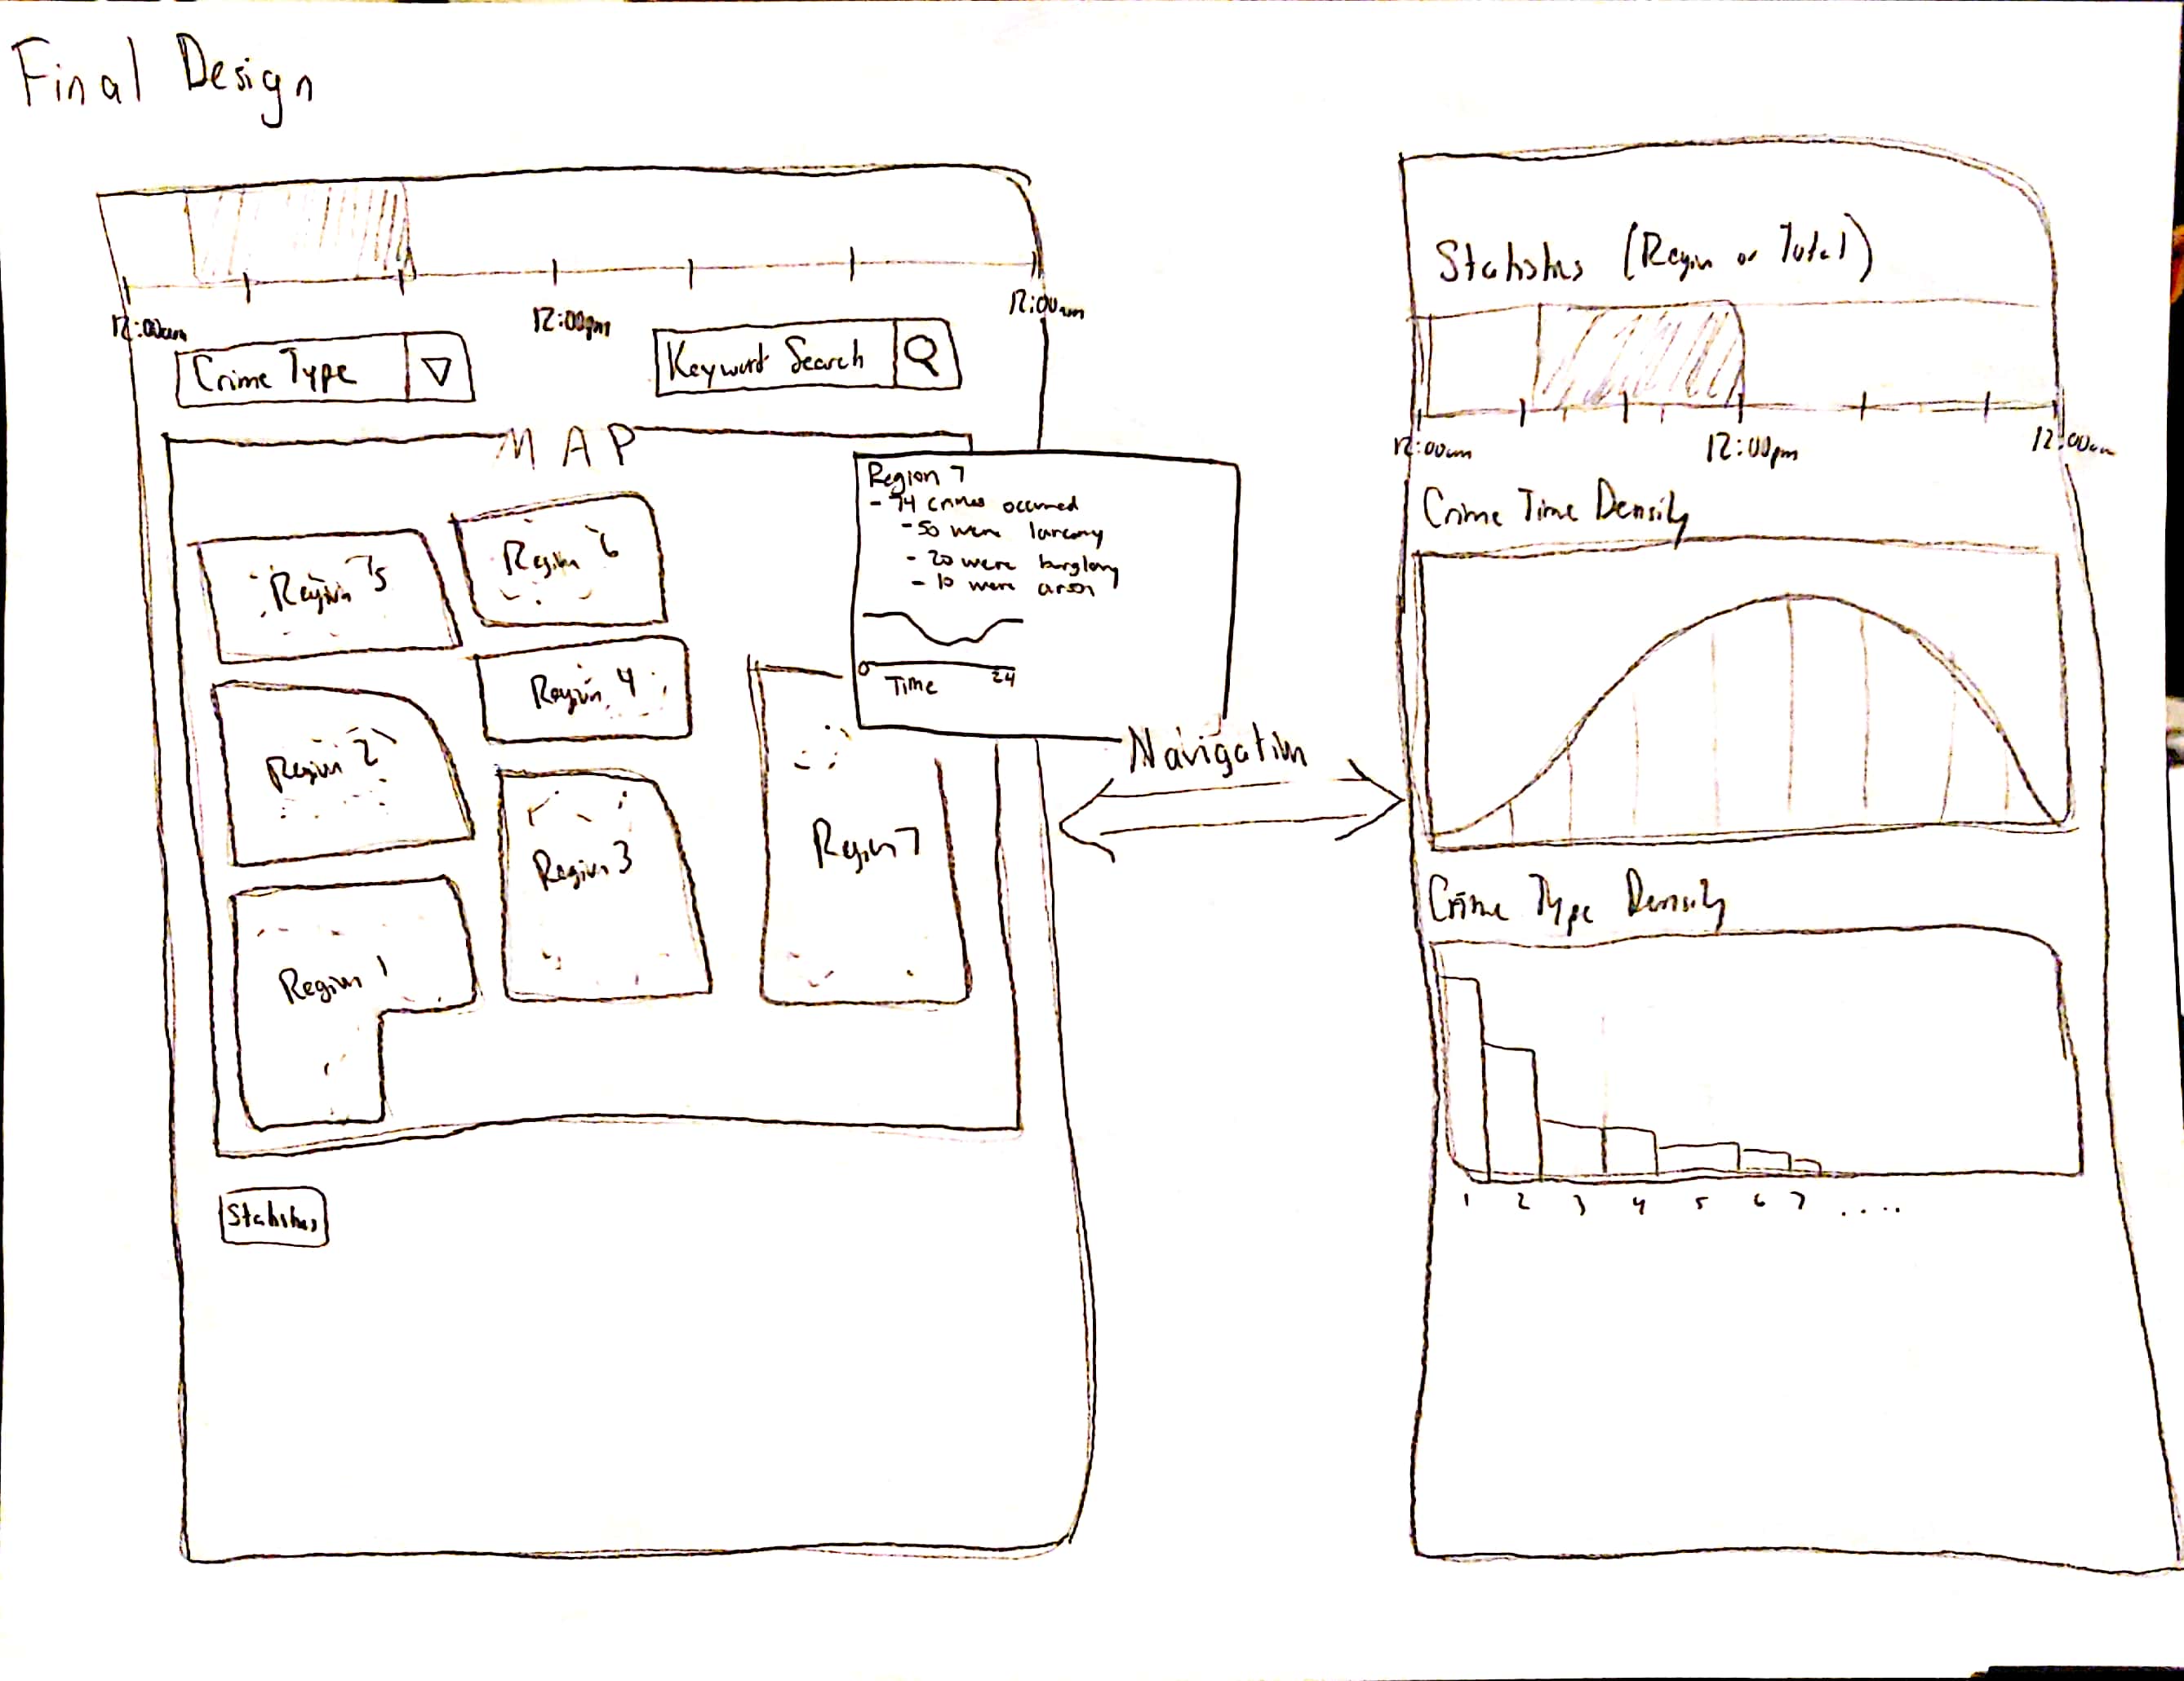 Final Design
12:00am
12:00pm
12:00am
Crime Type
Keyword Search
MAP
Region 5
Region 6
Region 4
Region 2
Region 3
Region 7
Region 1
Statistics
Region 7
- 74 crimes occurred
- 50 were larceny
- 20 were burglary
- 10 were arson
0
24
Time
Navigation
Statistics (Region or Total)
12:00am
12:00pm
12:00am
Crime Time Density
Crime Type Density
1 2 3 4 5 6 7 ....